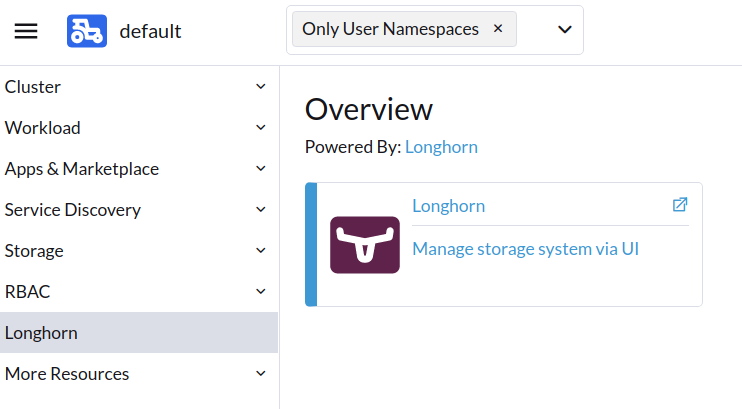 default
Only User Namespaces ×
Cluster
Workload
Apps & Marketplace
Service Discovery
Storage
RBAC
Longhorn
More Resources
Overview
Powered By: Longhorn
Longhorn
Manage storage system via UI